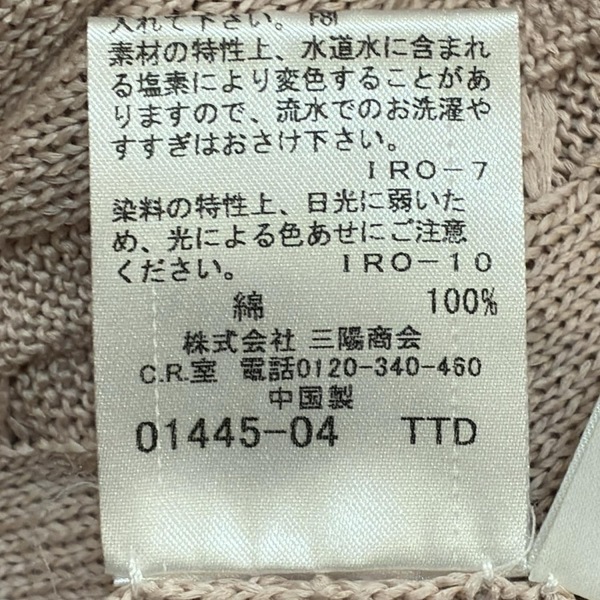 入れて下さい。
素材の特性上、水道水に含まれ
る塩素により変色することがあ
りますので、流水でのお洗濯や
すすぎはおさけ下さい。
IRO-7
染料の特性上、日光に弱いた
め、光による色あせにご注意
ください。 IRO-10
綿 100%
株式会社 三陽商会
C.R.室 電話0120-340-460
中国製
01445-04 TTD